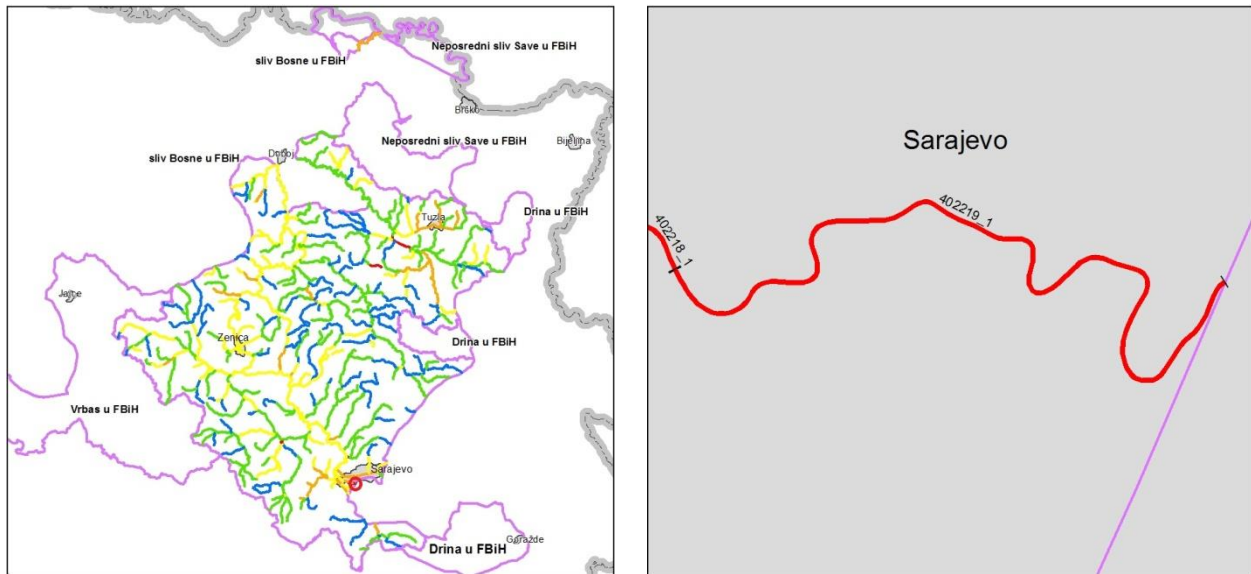 Neposredni sliv Save u FBiH
sliv Bosne u FBiH
Brčko
Bijeljina
Neposredni sliv Save u FBiH
Doboj
sliv Bosne u FBiH
Drina u FBiH
Tuzla
Jajce
Zenica
Drina u FBiH
Vrbas u FBiH
Sarajevo
Goražde
Drina u FBiH
Sarajevo
402219_1
402218_1